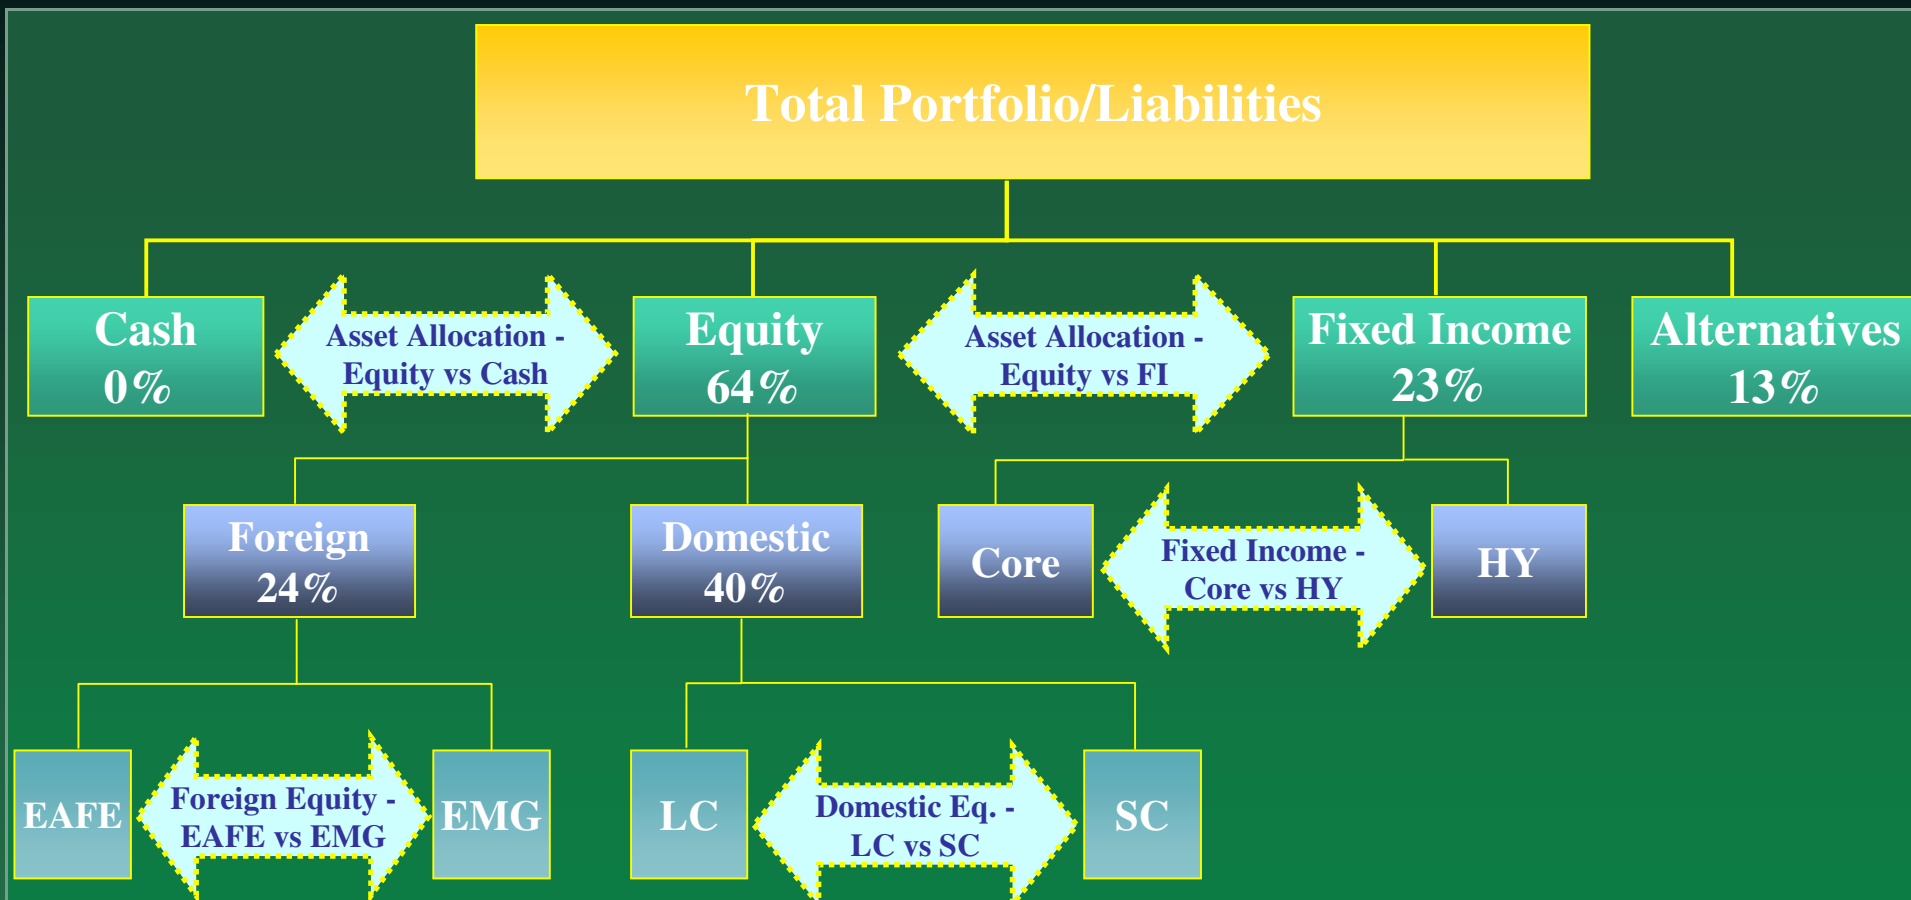 Total Portfolio/Liabilities
Cash
0%
Asset Allocation -
Equity vs Cash
Equity
64%
Asset Allocation -
Equity vs FI
Fixed Income
23%
Alternatives
13%
Foreign
24%
Domestic
40%
Core
Fixed Income -
Core vs HY
HY
EAFE
Foreign Equity -
EAFE vs EMG
EMG
LC
Domestic Eq. -
LC vs SC
SC